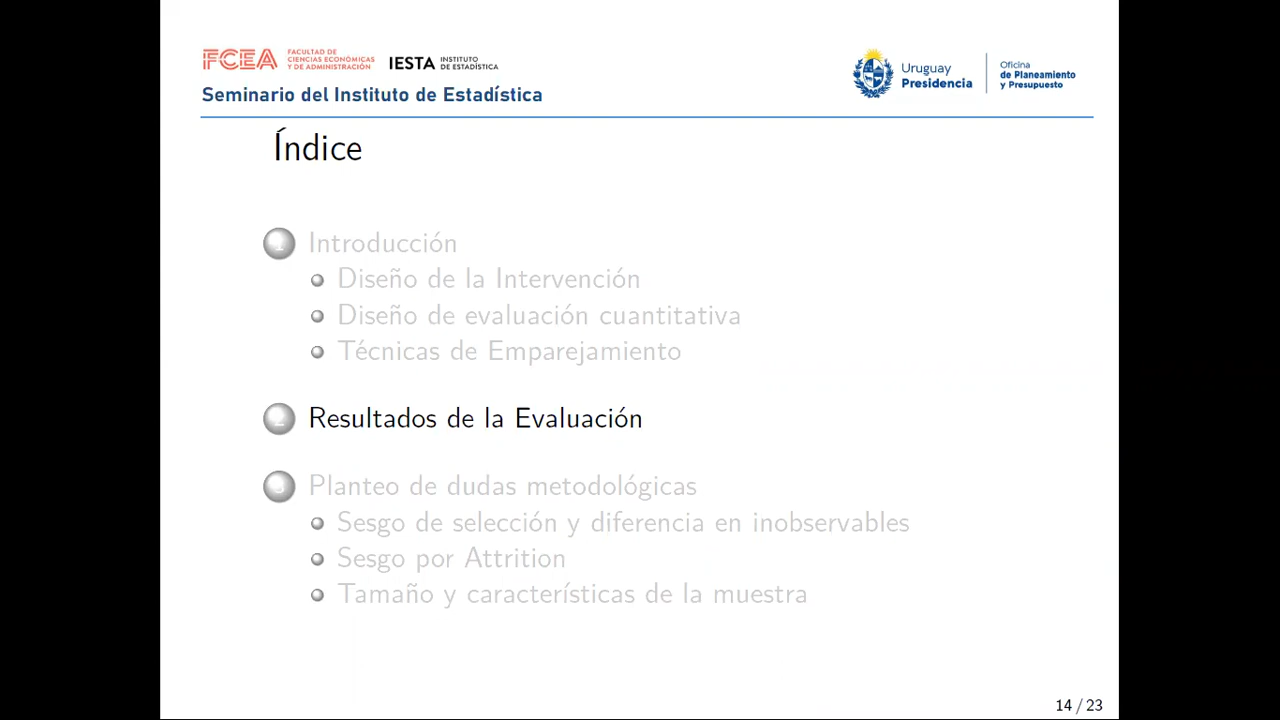 FCEA FACULTAD DE
CIENCIAS ECONÓMICAS
Y DE ADMINISTRACIÓN
IESTA INSTITUTO
DE ESTADÍSTICA
Seminario del Instituto de Estadística
Uruguay
Presidencia
Oficina
de Planeamiento
y Presupuesto
Índice
1 Introducción
Diseño de la Intervención
Diseño de evaluación cuantitativa
Técnicas de Emparejamiento
2 Resultados de la Evaluación
3 Planteo de dudas metodológicas
Sesgo de selección y diferencia en inobservables
Sesgo por Attrition
Tamaño y características de la muestra
14 / 23